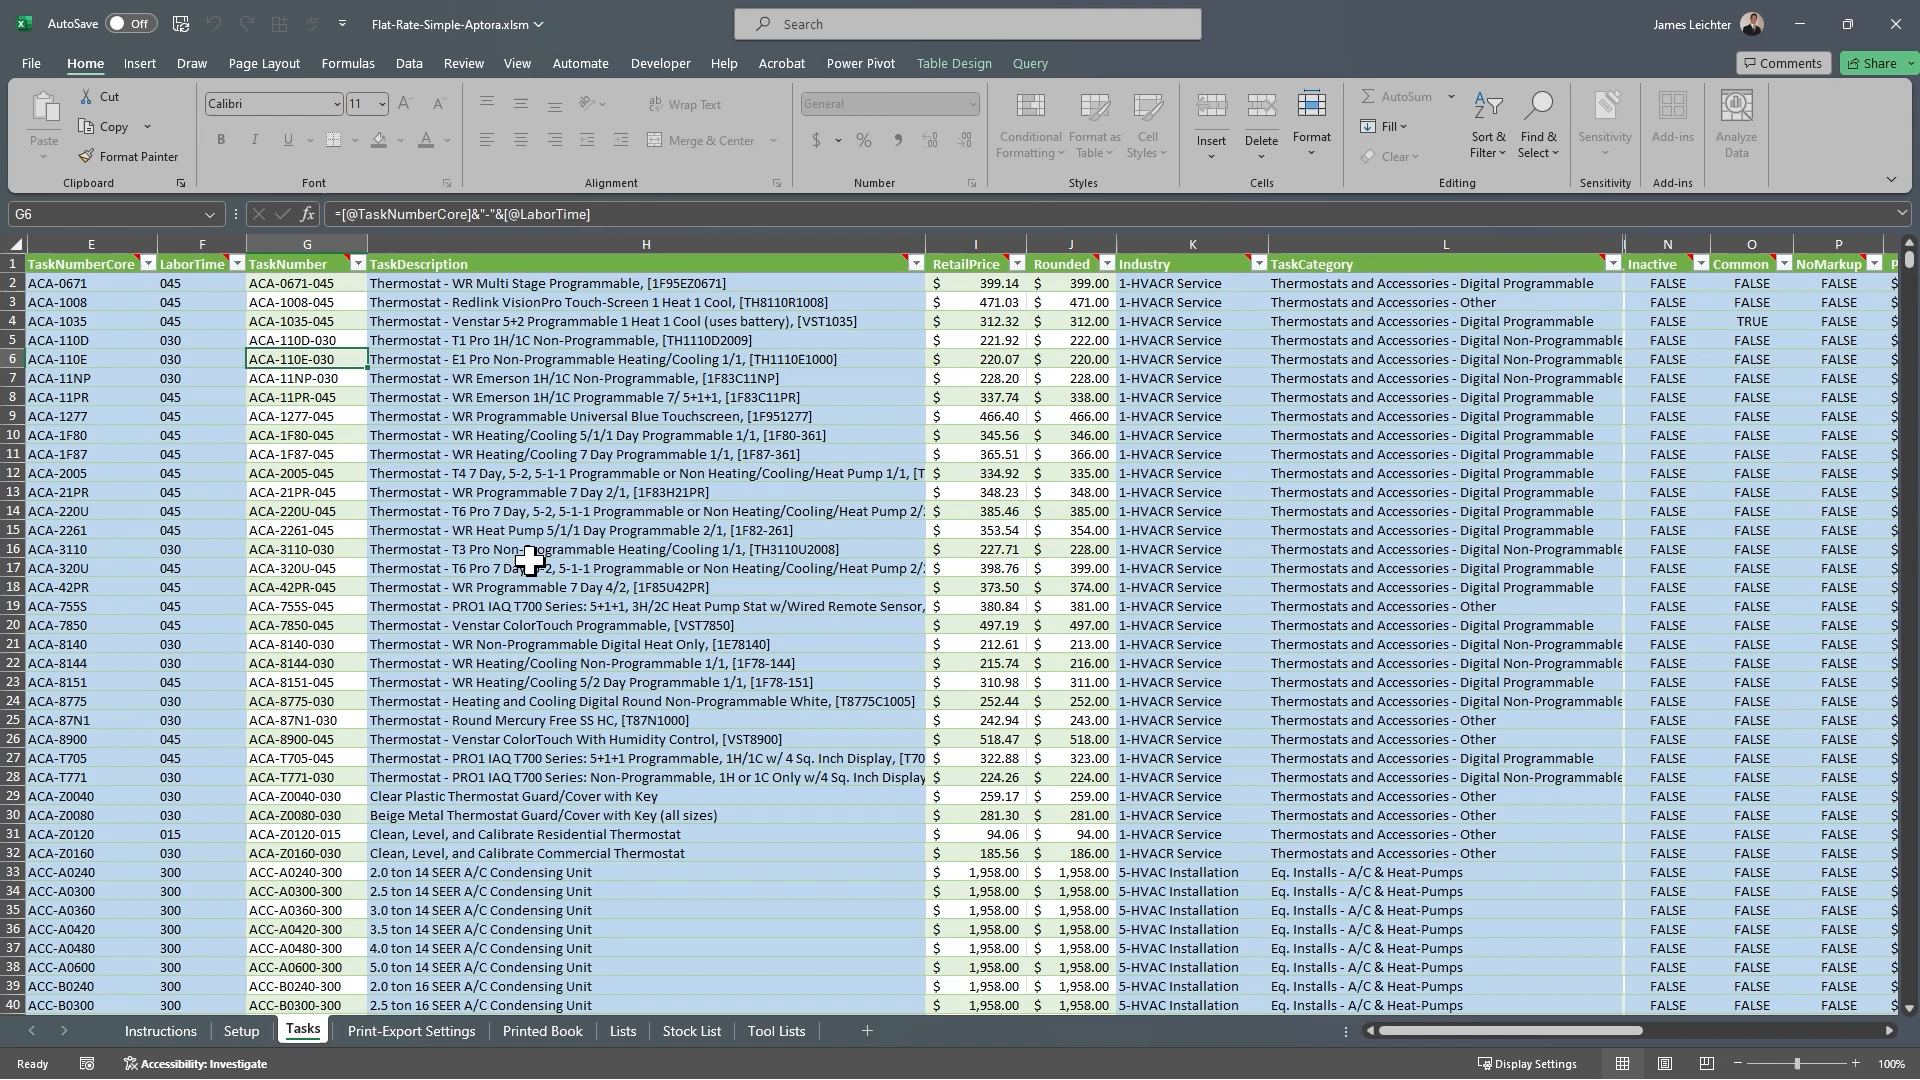 AutoSave Off Flat-Rate-Simple-Aptora.xlsm Search James Leichter
File Home Insert Draw Page Layout Formulas Data Review View Automate Developer Help Acrobat Power Pivot Table Design Query Comments Share
Paste Cut Copy Format Painter Clipboard
Calibri 11 B I U Font
Wrap Text Merge & Center Alignment
General $ % Number
Conditional Formatting Format as Table Cell Styles Styles
Insert Delete Format Cells
AutoSum Fill Clear Sort & Filter Find & Select Editing
Sensitivity Sensitivity
Add-ins Add-ins
Analyze Data
G6 fx =[@TaskNumberCore]&"-"&[@LaborTime]
E F G H I J K L N O P
1 TaskNumberCore LaborTime TaskNumber TaskDescription RetailPrice Rounded Industry TaskCategory Inactive Common NoMarkup
2 ACA-0671 045 ACA-0671-045 Thermostat - WR Multi Stage Programmable, [1F95EZ0671] $ 399.14 $ 399.00 1-HVACR Service Thermostats and Accessories - Digital Programmable FALSE FALSE FALSE $
3 ACA-1008 045 ACA-1008-045 Thermostat - Redlink VisionPro Touch-Screen 1 Heat 1 Cool, [TH8110R1008] $ 471.03 $ 471.00 1-HVACR Service Thermostats and Accessories - Other FALSE FALSE FALSE $
4 ACA-1035 045 ACA-1035-045 Thermostat - Venstar 5+2 Programmable 1 Heat 1 Cool (uses battery), [VST1035] $ 312.32 $ 312.00 1-HVACR Service Thermostats and Accessories - Digital Programmable FALSE TRUE FALSE $
5 ACA-110D 030 ACA-110D-030 Thermostat - T1 Pro 1H/1C Non-Programmable, [TH1110D2009] $ 221.92 $ 222.00 1-HVACR Service Thermostats and Accessories - Digital Non-Programmable FALSE FALSE FALSE $
6 ACA-110E 030 ACA-110E-030 Thermostat - E1 Pro Non-Programmable Heating/Cooling 1/1, [TH1110E1000] $ 220.07 $ 220.00 1-HVACR Service Thermostats and Accessories - Digital Non-Programmable FALSE FALSE FALSE $
7 ACA-11NP 030 ACA-11NP-030 Thermostat - WR Emerson 1H/1C Non-Programmable, [1F83C11NP] $ 228.20 $ 228.00 1-HVACR Service Thermostats and Accessories - Digital Non-Programmable FALSE FALSE FALSE $
8 ACA-11PR 045 ACA-11PR-045 Thermostat - WR Emerson 1H/1C Programmable 7/ 5+1+1, [1F83C11PR] $ 337.74 $ 338.00 1-HVACR Service Thermostats and Accessories - Digital Programmable FALSE FALSE FALSE $
9 ACA-1277 045 ACA-1277-045 Thermostat - WR Programmable Universal Blue Touchscreen, [1F951277] $ 466.40 $ 466.00 1-HVACR Service Thermostats and Accessories - Digital Programmable FALSE FALSE FALSE $
10 ACA-1F80 045 ACA-1F80-045 Thermostat - WR Heating/Cooling 5/1/1 Day Programmable 1/1, [1F80-361] $ 345.56 $ 346.00 1-HVACR Service Thermostats and Accessories - Digital Programmable FALSE FALSE FALSE $
11 ACA-1F87 045 ACA-1F87-045 Thermostat - WR Heating/Cooling 7 Day Programmable 1/1, [1F87-361] $ 365.51 $ 366.00 1-HVACR Service Thermostats and Accessories - Digital Programmable FALSE FALSE FALSE $
12 ACA-2005 045 ACA-2005-045 Thermostat - T4 7 Day, 5-2, 5-1-1 Programmable or Non Heating/Cooling/Heat Pump 1/1, [T $ 334.92 $ 335.00 1-HVACR Service Thermostats and Accessories - Digital Programmable FALSE FALSE FALSE $
13 ACA-21PR 045 ACA-21PR-045 Thermostat - WR Programmable 7 Day 2/1, [1F83H21PR] $ 348.23 $ 348.00 1-HVACR Service Thermostats and Accessories - Digital Programmable FALSE FALSE FALSE $
14 ACA-220U 045 ACA-220U-045 Thermostat - T6 Pro 7 Day, 5-2, 5-1-1 Programmable or Non Heating/Cooling/Heat Pump 2/ $ 385.46 $ 385.00 1-HVACR Service Thermostats and Accessories - Digital Programmable FALSE FALSE FALSE $
15 ACA-2261 045 ACA-2261-045 Thermostat - WR Heat Pump 5/1/1 Day Programmable 2/1, [1F82-261] $ 353.54 $ 354.00 1-HVACR Service Thermostats and Accessories - Digital Programmable FALSE FALSE FALSE $
16 ACA-3110 030 ACA-3110-030 Thermostat - T3 Pro Non-Programmable Heating/Cooling 1/1, [TH3110U2008] $ 227.71 $ 228.00 1-HVACR Service Thermostats and Accessories - Digital Non-Programmable FALSE FALSE FALSE $
17 ACA-320U 045 ACA-320U-045 Thermostat - T6 Pro 7 Day, 5-2, 5-1-1 Programmable or Non Heating/Cooling/Heat Pump 2/ $ 398.76 $ 399.00 1-HVACR Service Thermostats and Accessories - Digital Programmable FALSE FALSE FALSE $
18 ACA-42PR 045 ACA-42PR-045 Thermostat - WR Programmable 7 Day 4/2, [1F85U42PR] $ 373.50 $ 374.00 1-HVACR Service Thermostats and Accessories - Digital Programmable FALSE FALSE FALSE $
19 ACA-755S 045 ACA-755S-045 Thermostat - PRO1 IAQ T700 Series: 5+1+1, 3H/2C Heat Pump Stat w/Wired Remote Sensor, $ 380.84 $ 381.00 1-HVACR Service Thermostats and Accessories - Other FALSE FALSE FALSE $
20 ACA-7850 045 ACA-7850-045 Thermostat - Venstar ColorTouch Programmable, [VST7850] $ 497.19 $ 497.00 1-HVACR Service Thermostats and Accessories - Digital Programmable FALSE FALSE FALSE $
21 ACA-8140 030 ACA-8140-030 Thermostat - WR Non-Programmable Digital Heat Only, [1E78140] $ 212.61 $ 213.00 1-HVACR Service Thermostats and Accessories - Digital Non-Programmable FALSE FALSE FALSE $
22 ACA-8144 030 ACA-8144-030 Thermostat - WR Heating/Cooling Non-Programmable 1/1, [1F78-144] $ 215.74 $ 216.00 1-HVACR Service Thermostats and Accessories - Digital Non-Programmable FALSE FALSE FALSE $
23 ACA-8151 045 ACA-8151-045 Thermostat - WR Heating/Cooling 5/2 Day Programmable 1/1, [1F78-151] $ 310.98 $ 311.00 1-HVACR Service Thermostats and Accessories - Digital Programmable FALSE FALSE FALSE $
24 ACA-8775 030 ACA-8775-030 Thermostat - Heating and Cooling Digital Round Non-Programmable White, [T8775C1005] $ 252.44 $ 252.00 1-HVACR Service Thermostats and Accessories - Digital Non-Programmable FALSE FALSE FALSE $
25 ACA-87N1 030 ACA-87N1-030 Thermostat - Round Mercury Free SS HC, [T87N1000] $ 242.94 $ 243.00 1-HVACR Service Thermostats and Accessories - Other FALSE FALSE FALSE $
26 ACA-8900 045 ACA-8900-045 Thermostat - Venstar ColorTouch With Humidity Control, [VST8900] $ 518.47 $ 518.00 1-HVACR Service Thermostats and Accessories - Other FALSE FALSE FALSE $
27 ACA-T705 045 ACA-T705-045 Thermostat - PRO1 IAQ T700 Series: 5+1+1 Programmable, 1H/1C w/ 4 Sq. Inch Display, [T70 $ 322.88 $ 323.00 1-HVACR Service Thermostats and Accessories - Digital Programmable FALSE FALSE FALSE $
28 ACA-T771 030 ACA-T771-030 Thermostat - PRO1 IAQ T700 Series: Non-Programmable, 1H or 1C Only w/4 Sq. Inch Display $ 224.26 $ 224.00 1-HVACR Service Thermostats and Accessories - Digital Non-Programmable FALSE FALSE FALSE $
29 ACA-Z0040 030 ACA-Z0040-030 Clear Plastic Thermostat Guard/Cover with Key $ 259.17 $ 259.00 1-HVACR Service Thermostats and Accessories - Other FALSE FALSE FALSE $
30 ACA-Z0080 030 ACA-Z0080-030 Beige Metal Thermostat Guard/Cover with Key (all sizes) $ 281.30 $ 281.00 1-HVACR Service Thermostats and Accessories - Other FALSE FALSE FALSE $
31 ACA-Z0120 015 ACA-Z0120-015 Clean, Level, and Calibrate Residential Thermostat $ 94.06 $ 94.00 1-HVACR Service Thermostats and Accessories - Other FALSE FALSE FALSE $
32 ACA-Z0160 030 ACA-Z0160-030 Clean, Level, and Calibrate Commercial Thermostat $ 185.56 $ 186.00 1-HVACR Service Thermostats and Accessories - Other FALSE FALSE FALSE $
33 ACC-A0240 300 ACC-A0240-300 2.0 ton 14 SEER A/C Condensing Unit $ 1,958.00 $ 1,958.00 5-HVAC Installation Eq. Installs - A/C & Heat-Pumps FALSE FALSE FALSE $
34 ACC-A0300 300 ACC-A0300-300 2.5 ton 14 SEER A/C Condensing Unit $ 1,958.00 $ 1,958.00 5-HVAC Installation Eq. Installs - A/C & Heat-Pumps FALSE FALSE FALSE $
35 ACC-A0360 300 ACC-A0360-300 3.0 ton 14 SEER A/C Condensing Unit $ 1,958.00 $ 1,958.00 5-HVAC Installation Eq. Installs - A/C & Heat-Pumps FALSE FALSE FALSE $
36 ACC-A0420 300 ACC-A0420-300 3.5 ton 14 SEER A/C Condensing Unit $ 1,958.00 $ 1,958.00 5-HVAC Installation Eq. Installs - A/C & Heat-Pumps FALSE FALSE FALSE $
37 ACC-A0480 300 ACC-A0480-300 4.0 ton 14 SEER A/C Condensing Unit $ 1,958.00 $ 1,958.00 5-HVAC Installation Eq. Installs - A/C & Heat-Pumps FALSE FALSE FALSE $
38 ACC-A0600 300 ACC-A0600-300 5.0 ton 14 SEER A/C Condensing Unit $ 1,958.00 $ 1,958.00 5-HVAC Installation Eq. Installs - A/C & Heat-Pumps FALSE FALSE FALSE $
39 ACC-B0240 300 ACC-B0240-300 2.0 ton 16 SEER A/C Condensing Unit $ 1,958.00 $ 1,958.00 5-HVAC Installation Eq. Installs - A/C & Heat-Pumps FALSE FALSE FALSE $
40 ACC-B0300 300 ACC-B0300-300 2.5 ton 16 SEER A/C Condensing Unit $ 1,958.00 $ 1,958.00 5-HVAC Installation Eq. Installs - A/C & Heat-Pumps FALSE FALSE FALSE $
Instructions Setup Tasks Print-Export Settings Printed Book Lists Stock List Tool Lists
Ready Accessibility: Investigate Display Settings 100%